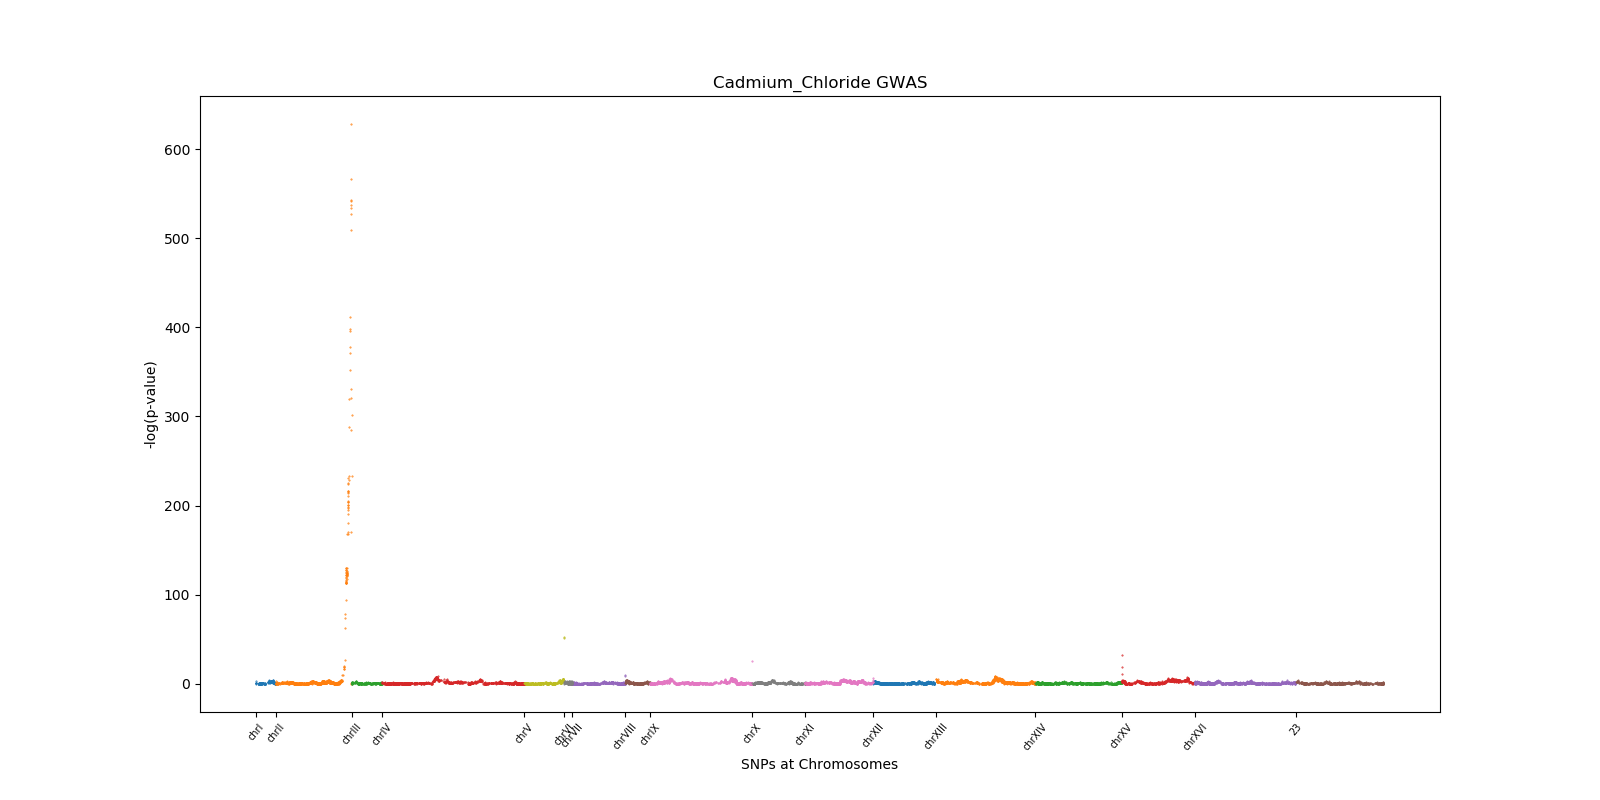 Cadmium_Chloride GWAS
600
500
400
300
200
100
0
-log(p-value)
chrI
chrII
chrIII
chrIV
chrV
chrVI
chrVII
chrVIII
chrIX
chrX
chrXI
chrXII
chrXIII
chrXIV
chrXV
chrXVI
23
SNPs at Chromosomes